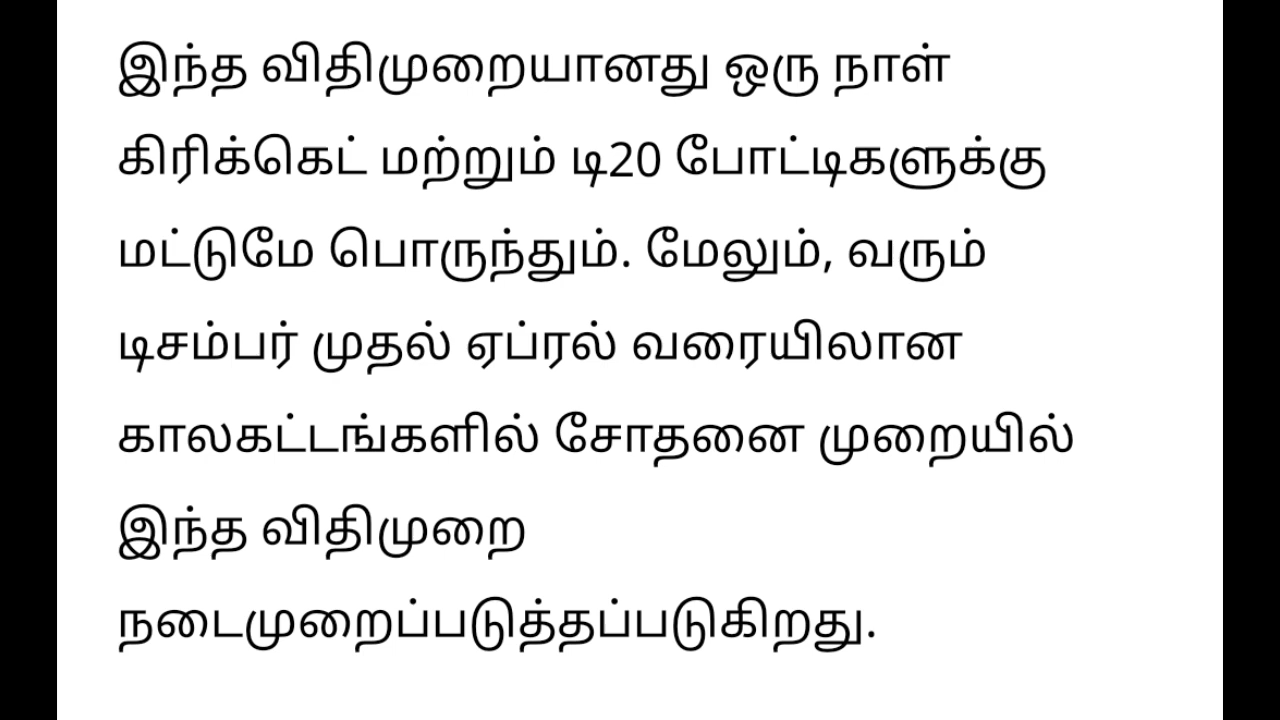 இந்த விதிமுறையானது ஒரு நாள்
கிரிக்கெட் மற்றும் டி20 போட்டிகளுக்கு
மட்டுமே பொருந்தும். மேலும், வரும்
டிசம்பர் முதல் ஏப்ரல் வரையிலான
காலகட்டங்களில் சோதனை முறையில்
இந்த விதிமுறை
நடைமுறைப்படுத்தப்படுகிறது.